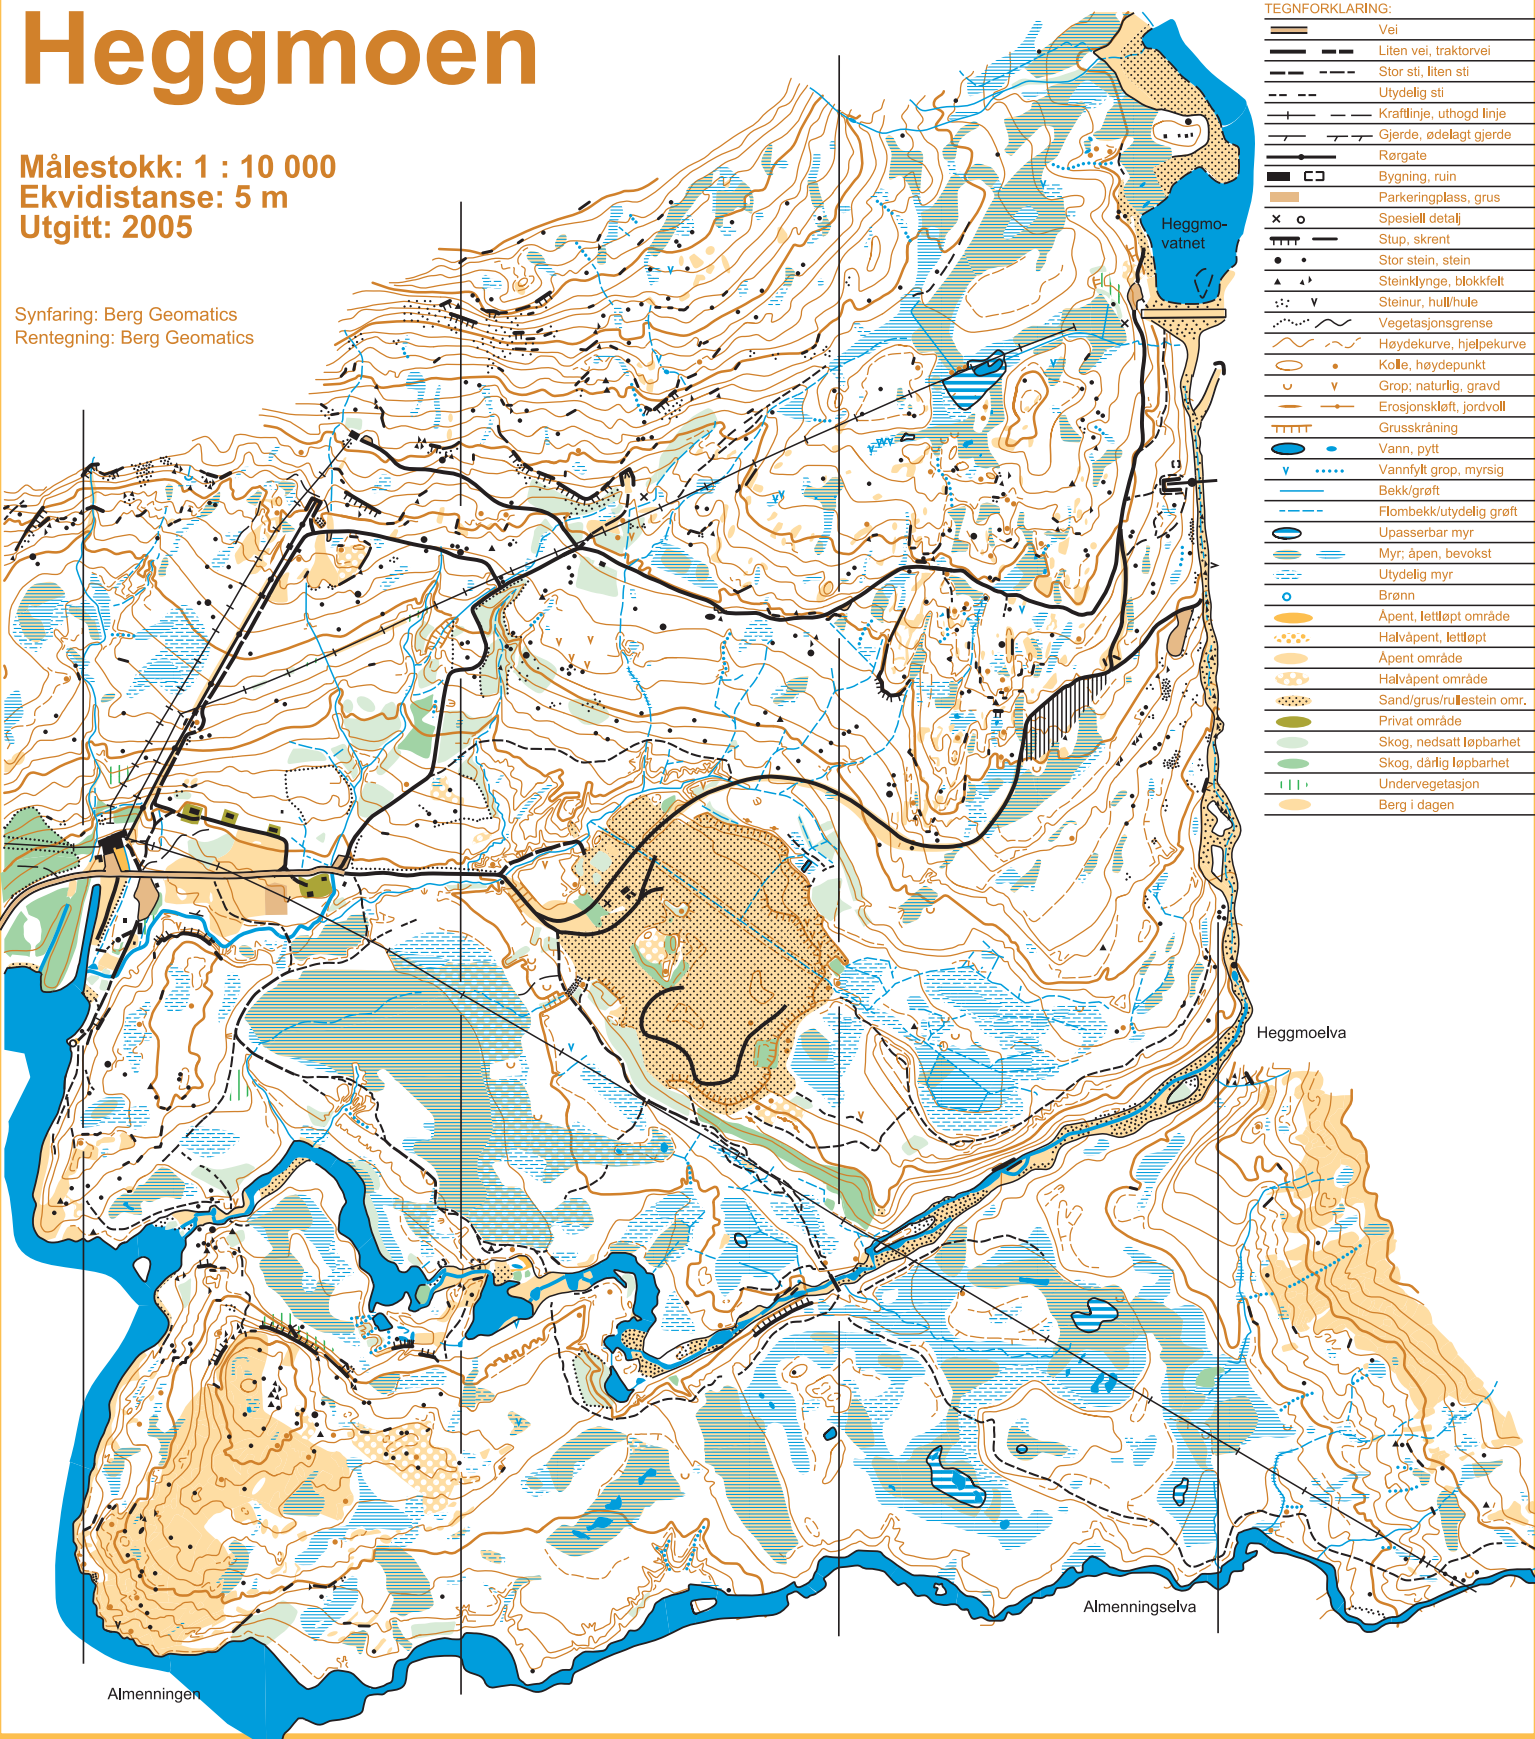 Heggmoen
Målestokk: 1 : 10 000
Ekvidistanse: 5 m
Utgitt: 2005
Synfaring: Berg Geomatics
Rentegning: Berg Geomatics
TEGNFORKLARING:
Vei
Liten vei, traktorvei
Stor sti, liten sti
Utydelig sti
Kraftlinje, uthogd linje
Gjerde, ødelagt gjerde
Rørgate
Bygning, ruin
Parkeringplass, grus
Spesiell detalj
Stup, skrent
Stor stein, stein
Steinklynge, blokkfelt
Steinur, hull/hule
Vegetasjonsgrense
Høydekurve, hjelpekurve
Kolle, høydepunkt
Grop; naturlig, gravd
Erosjonskløft, jordvoll
Grusskråning
Vann, pytt
Vannfylt grop, myrsig
Bekk/grøft
Flombekk/utydelig grøft
Upasserbar myr
Myr; åpen, bevokst
Utydelig myr
Brønn
Åpent, lettløpt område
Halvåpent, lettløpt
Åpent område
Halvåpent område
Sand/grus/rullestein omr.
Privat område
Skog, nedsatt løpbarhet
Skog, dårlig løpbarhet
Undervegetasjon
Berg i dagen
Heggmo-
vatnet
Heggmoelva
Almenningselva
Almenningen